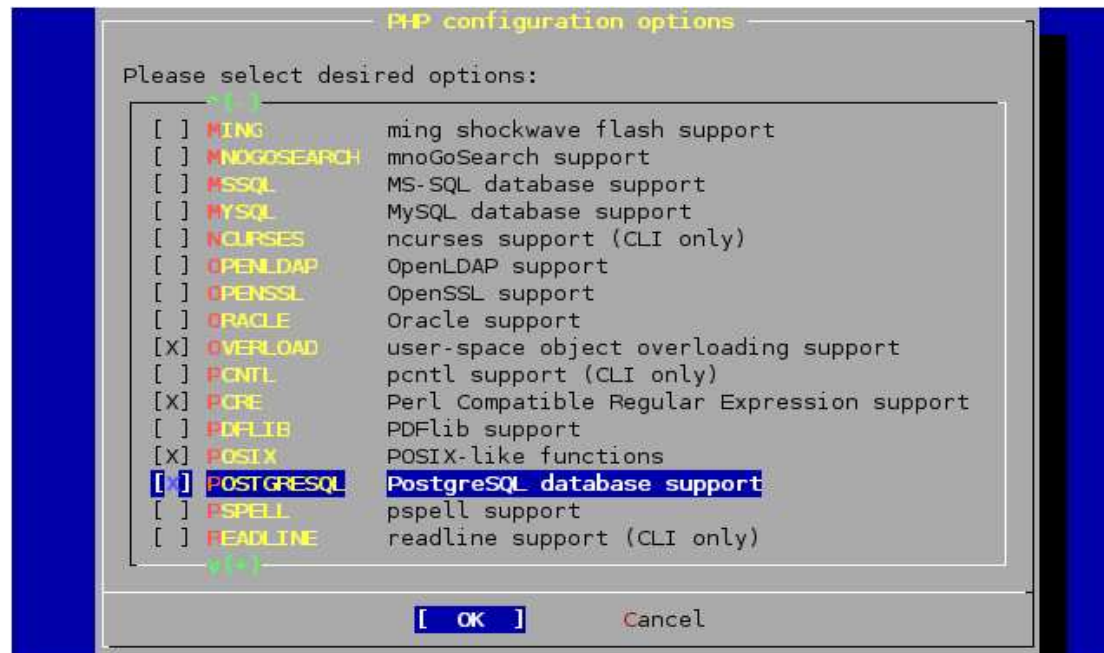 PHP configuration options
Please select desired options:
^(-)
[ ] MING ming shockwave flash support
[ ] MNOGOSEARCH mnoGoSearch support
[ ] MSSQL MS-SQL database support
[ ] MYSQL MySQL database support
[ ] NCURSES ncurses support (CLI only)
[ ] OPENLDAP OpenLDAP support
[ ] OPENSSL OpenSSL support
[ ] ORACLE Oracle support
[X] OVERLOAD user-space object overloading support
[ ] PCNTL pcntl support (CLI only)
[X] PCRE Perl Compatible Regular Expression support
[ ] PDFLIB PDFlib support
[X] POSIX POSIX-like functions
[X] POSTGRESQL PostgreSQL database support
[ ] PSPELL pspell support
[ ] READLINE readline support (CLI only)
v(+)
[ OK ] Cancel